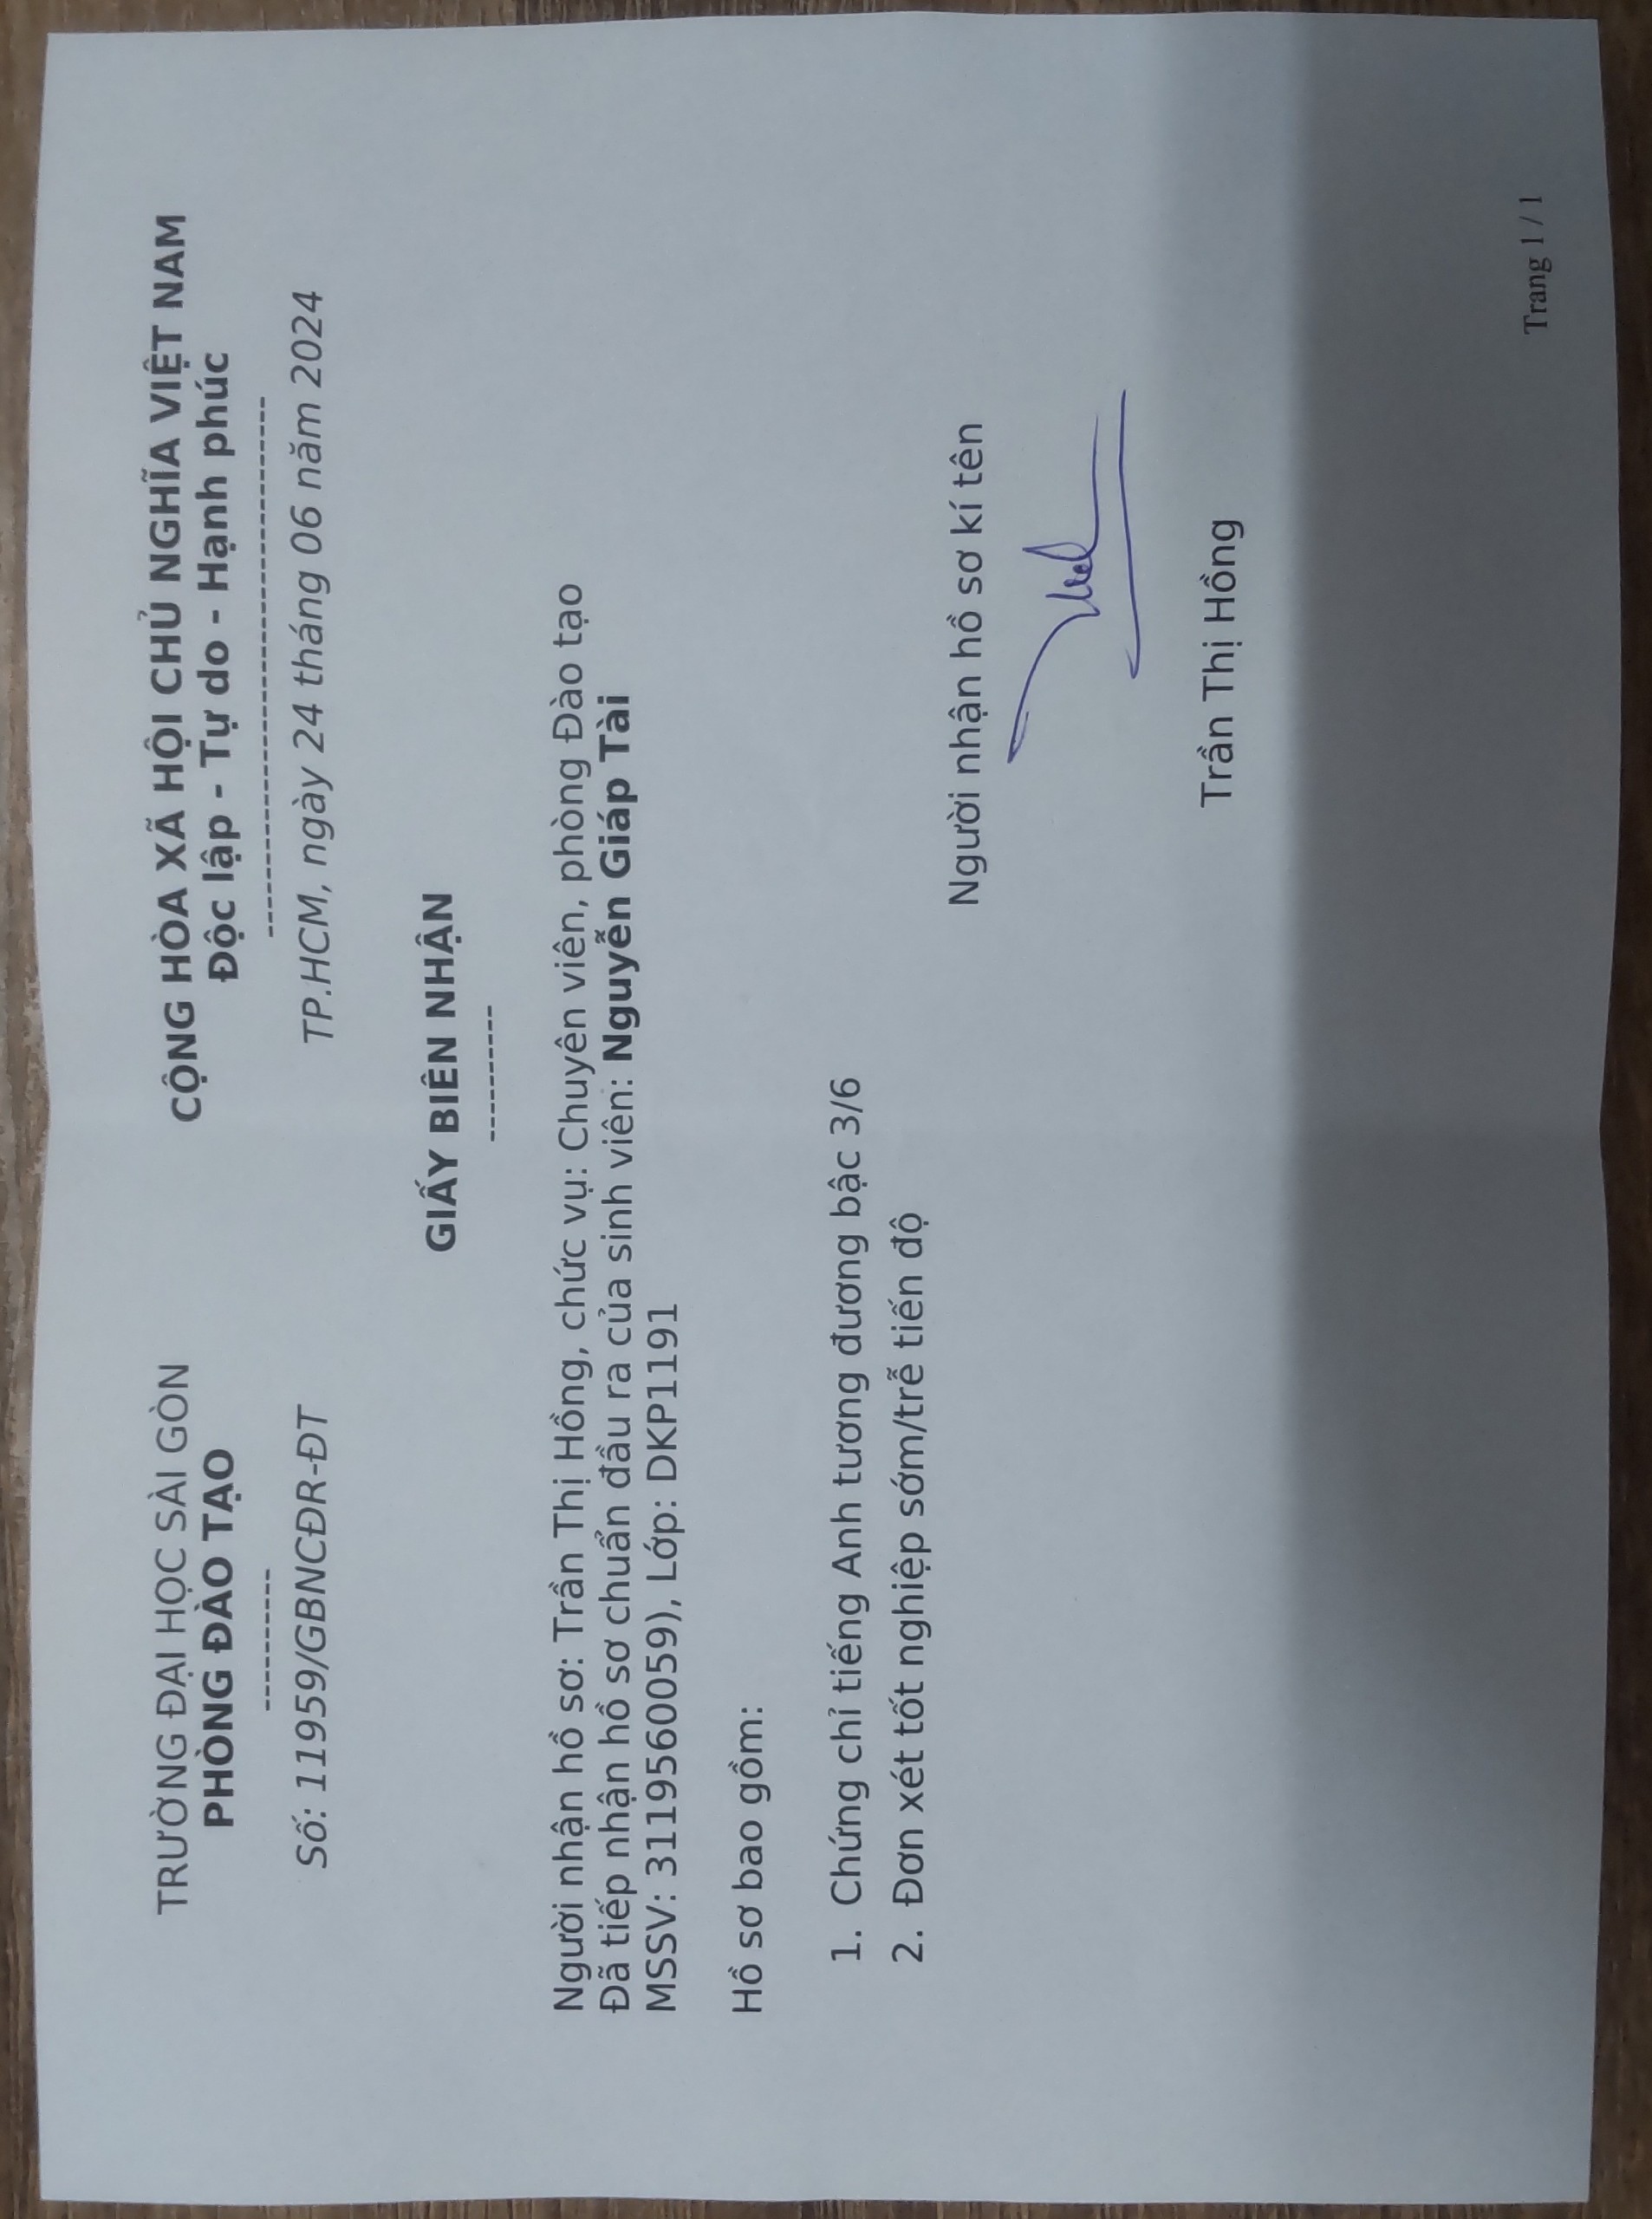 TRƯỜNG ĐẠI HỌC SÀI GÒN
PHÒNG ĐÀO TẠO
-----------
Số: 11959/GBNCĐR-ĐT
CỘNG HÒA XÃ HỘI CHỦ NGHĨA VIỆT NAM
Độc lập - Tự do - Hạnh phúc
------------------------------------------
TP.HCM, ngày 24 tháng 06 năm 2024
GIẤY BIÊN NHẬN
-----------
Người nhận hồ sơ: Trần Thị Hồng, chức vụ: Chuyên viên, phòng Đào tạo
Đã tiếp nhận hồ sơ chuẩn đầu ra của sinh viên: Nguyễn Giáp Tài
MSSV: 3119560059), Lớp: DKP1191
Hồ sơ bao gồm:
1. Chứng chỉ tiếng Anh tương đương bậc 3/6
2. Đơn xét tốt nghiệp sớm/trễ tiến độ
Người nhận hồ sơ kí tên
Trần Thị Hồng
Trang 1 / 1